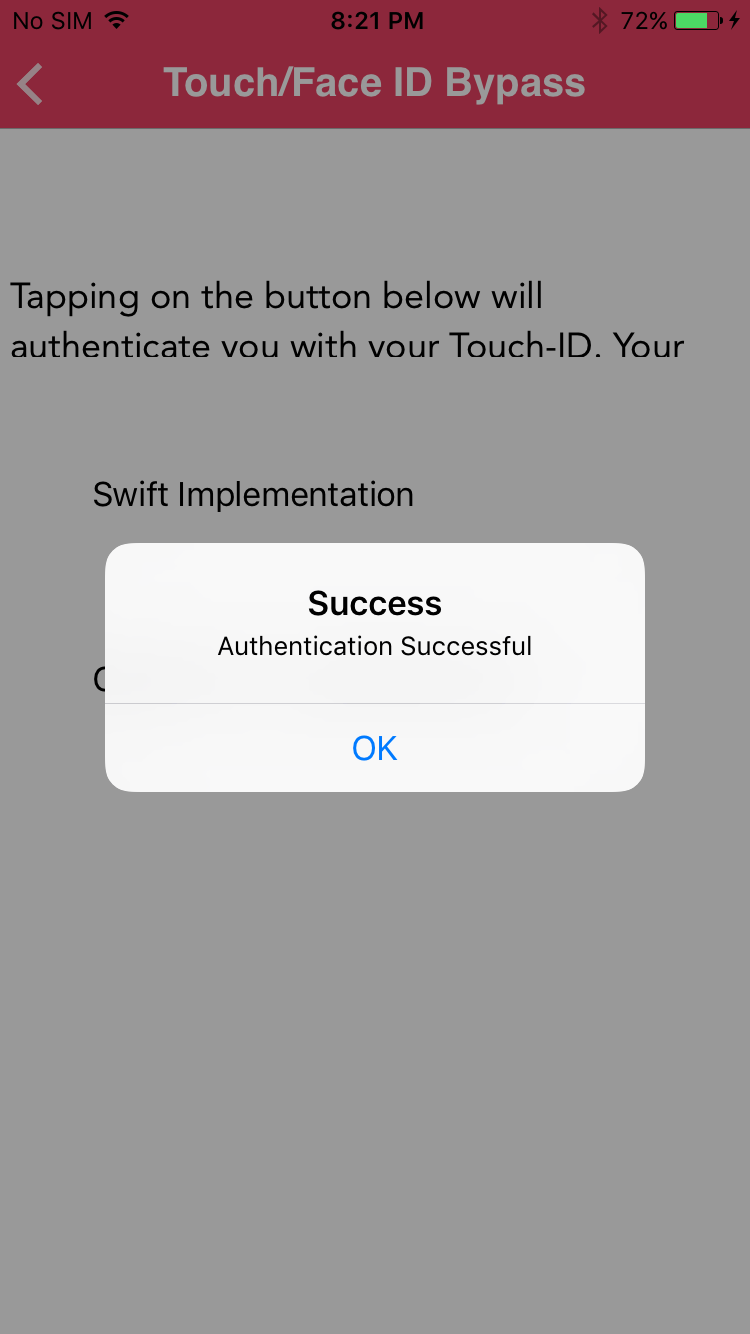 No SIM 8:21 PM 72%
Touch/Face ID Bypass
Tapping on the button below will
authenticate you with your Touch-ID. Your
Swift Implementation
Success
Authentication Successful
OK